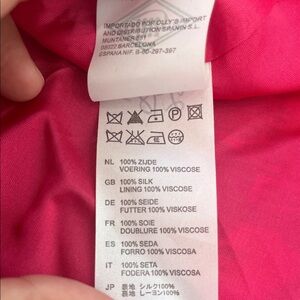 IMPORTADO POR OLLY'S IMPORT
AND DISTRIBUTION SPAIN S.L.
MUNTANER
08022 BARCELONA
ESPANA NIF.
NL 100% ZIJDE
VOERING 100% VISCOSE
GB 100% SILK
LINING 100% VISCOSE
DE 100% SEIDE
FUTTER 100% VISKOSE
FR 100% SOIE
DOUBLURE 100% VISCOSE
ES 100% SEDA
FORRO 100% VISCOSA
IT 100% SETA
FODERA 100% VISCOSA
JP 表地 シルク100%
裏地 レーヨン100%